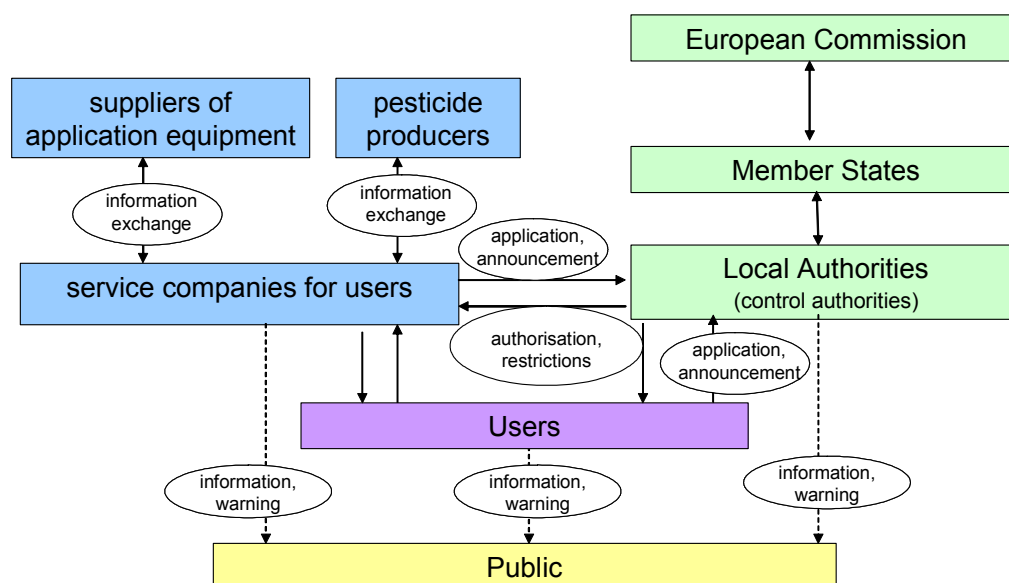 European Commission
suppliers of
application equipment
pesticide
producers
Member States
information
exchange
information
exchange
application,
announcement
service companies for users
Local Authorities
(control authorities)
authorisation,
restrictions
application,
announcement
Users
information,
warning
information,
warning
information,
warning
Public